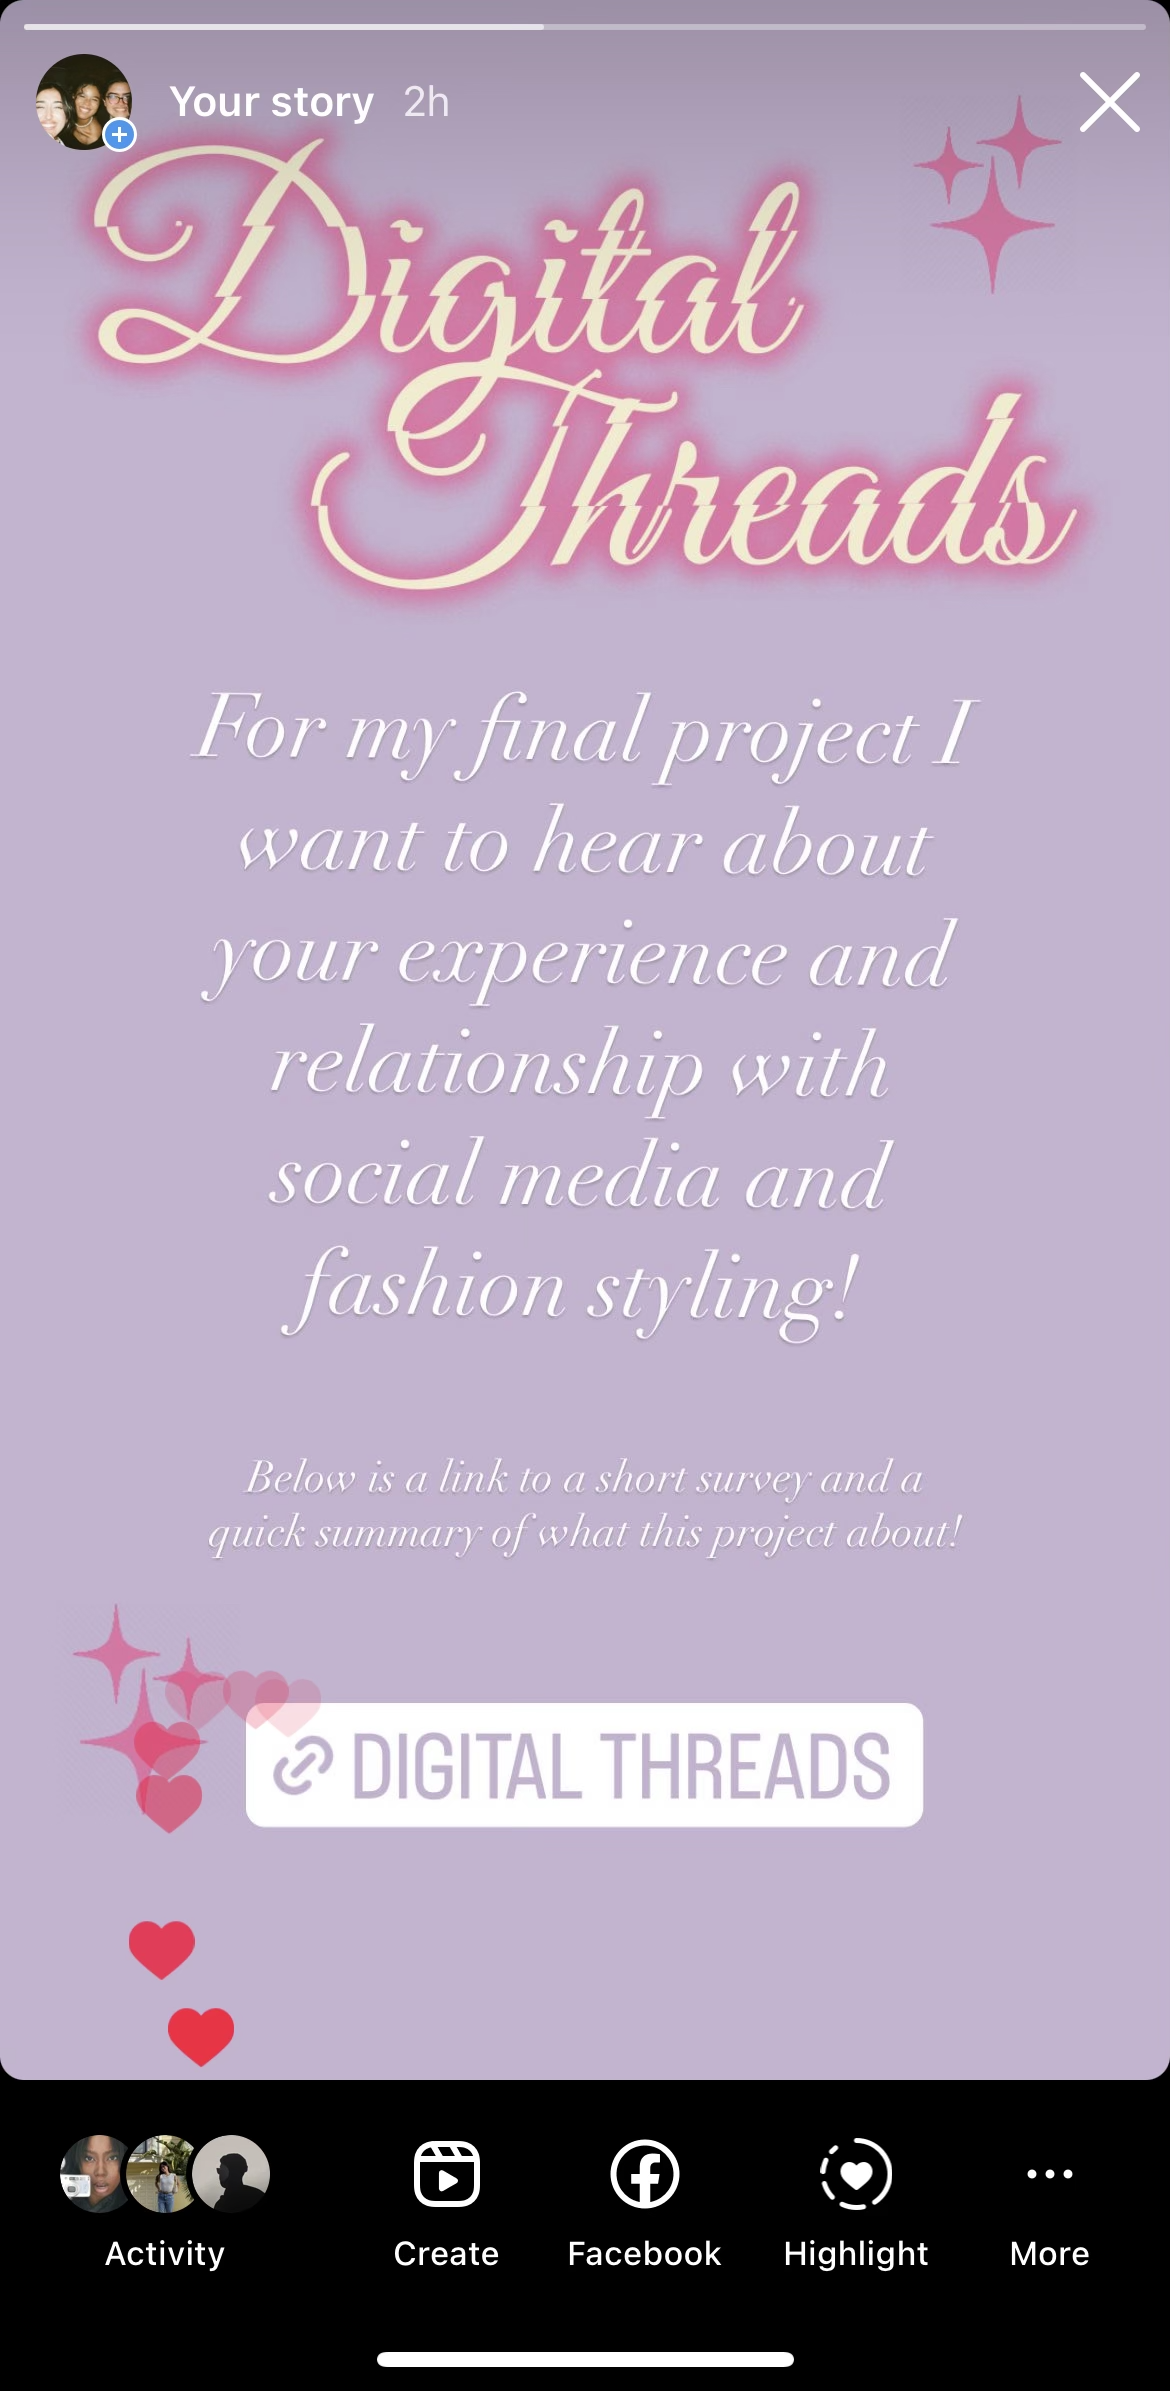 Your story 2h
Digital
Threads
For my final project I
want to hear about
your experience and
relationship with
social media and
fashion styling!
Below is a link to a short survey and a
quick summary of what this project about!
DIGITAL THREADS
Activity Create Facebook Highlight More